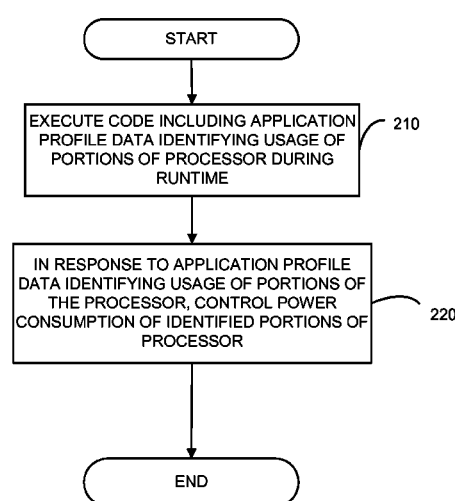 START
EXECUTE CODE INCLUDING APPLICATION
PROFILE DATA IDENTIFYING USAGE OF
PORTIONS OF PROCESSOR DURING
RUNTIME
210
IN RESPONSE TO APPLICATION PROFILE
DATA IDENTIFYING USAGE OF PORTIONS OF
THE PROCESSOR, CONTROL POWER
CONSUMPTION OF IDENTIFIED PORTIONS OF
PROCESSOR
220
END